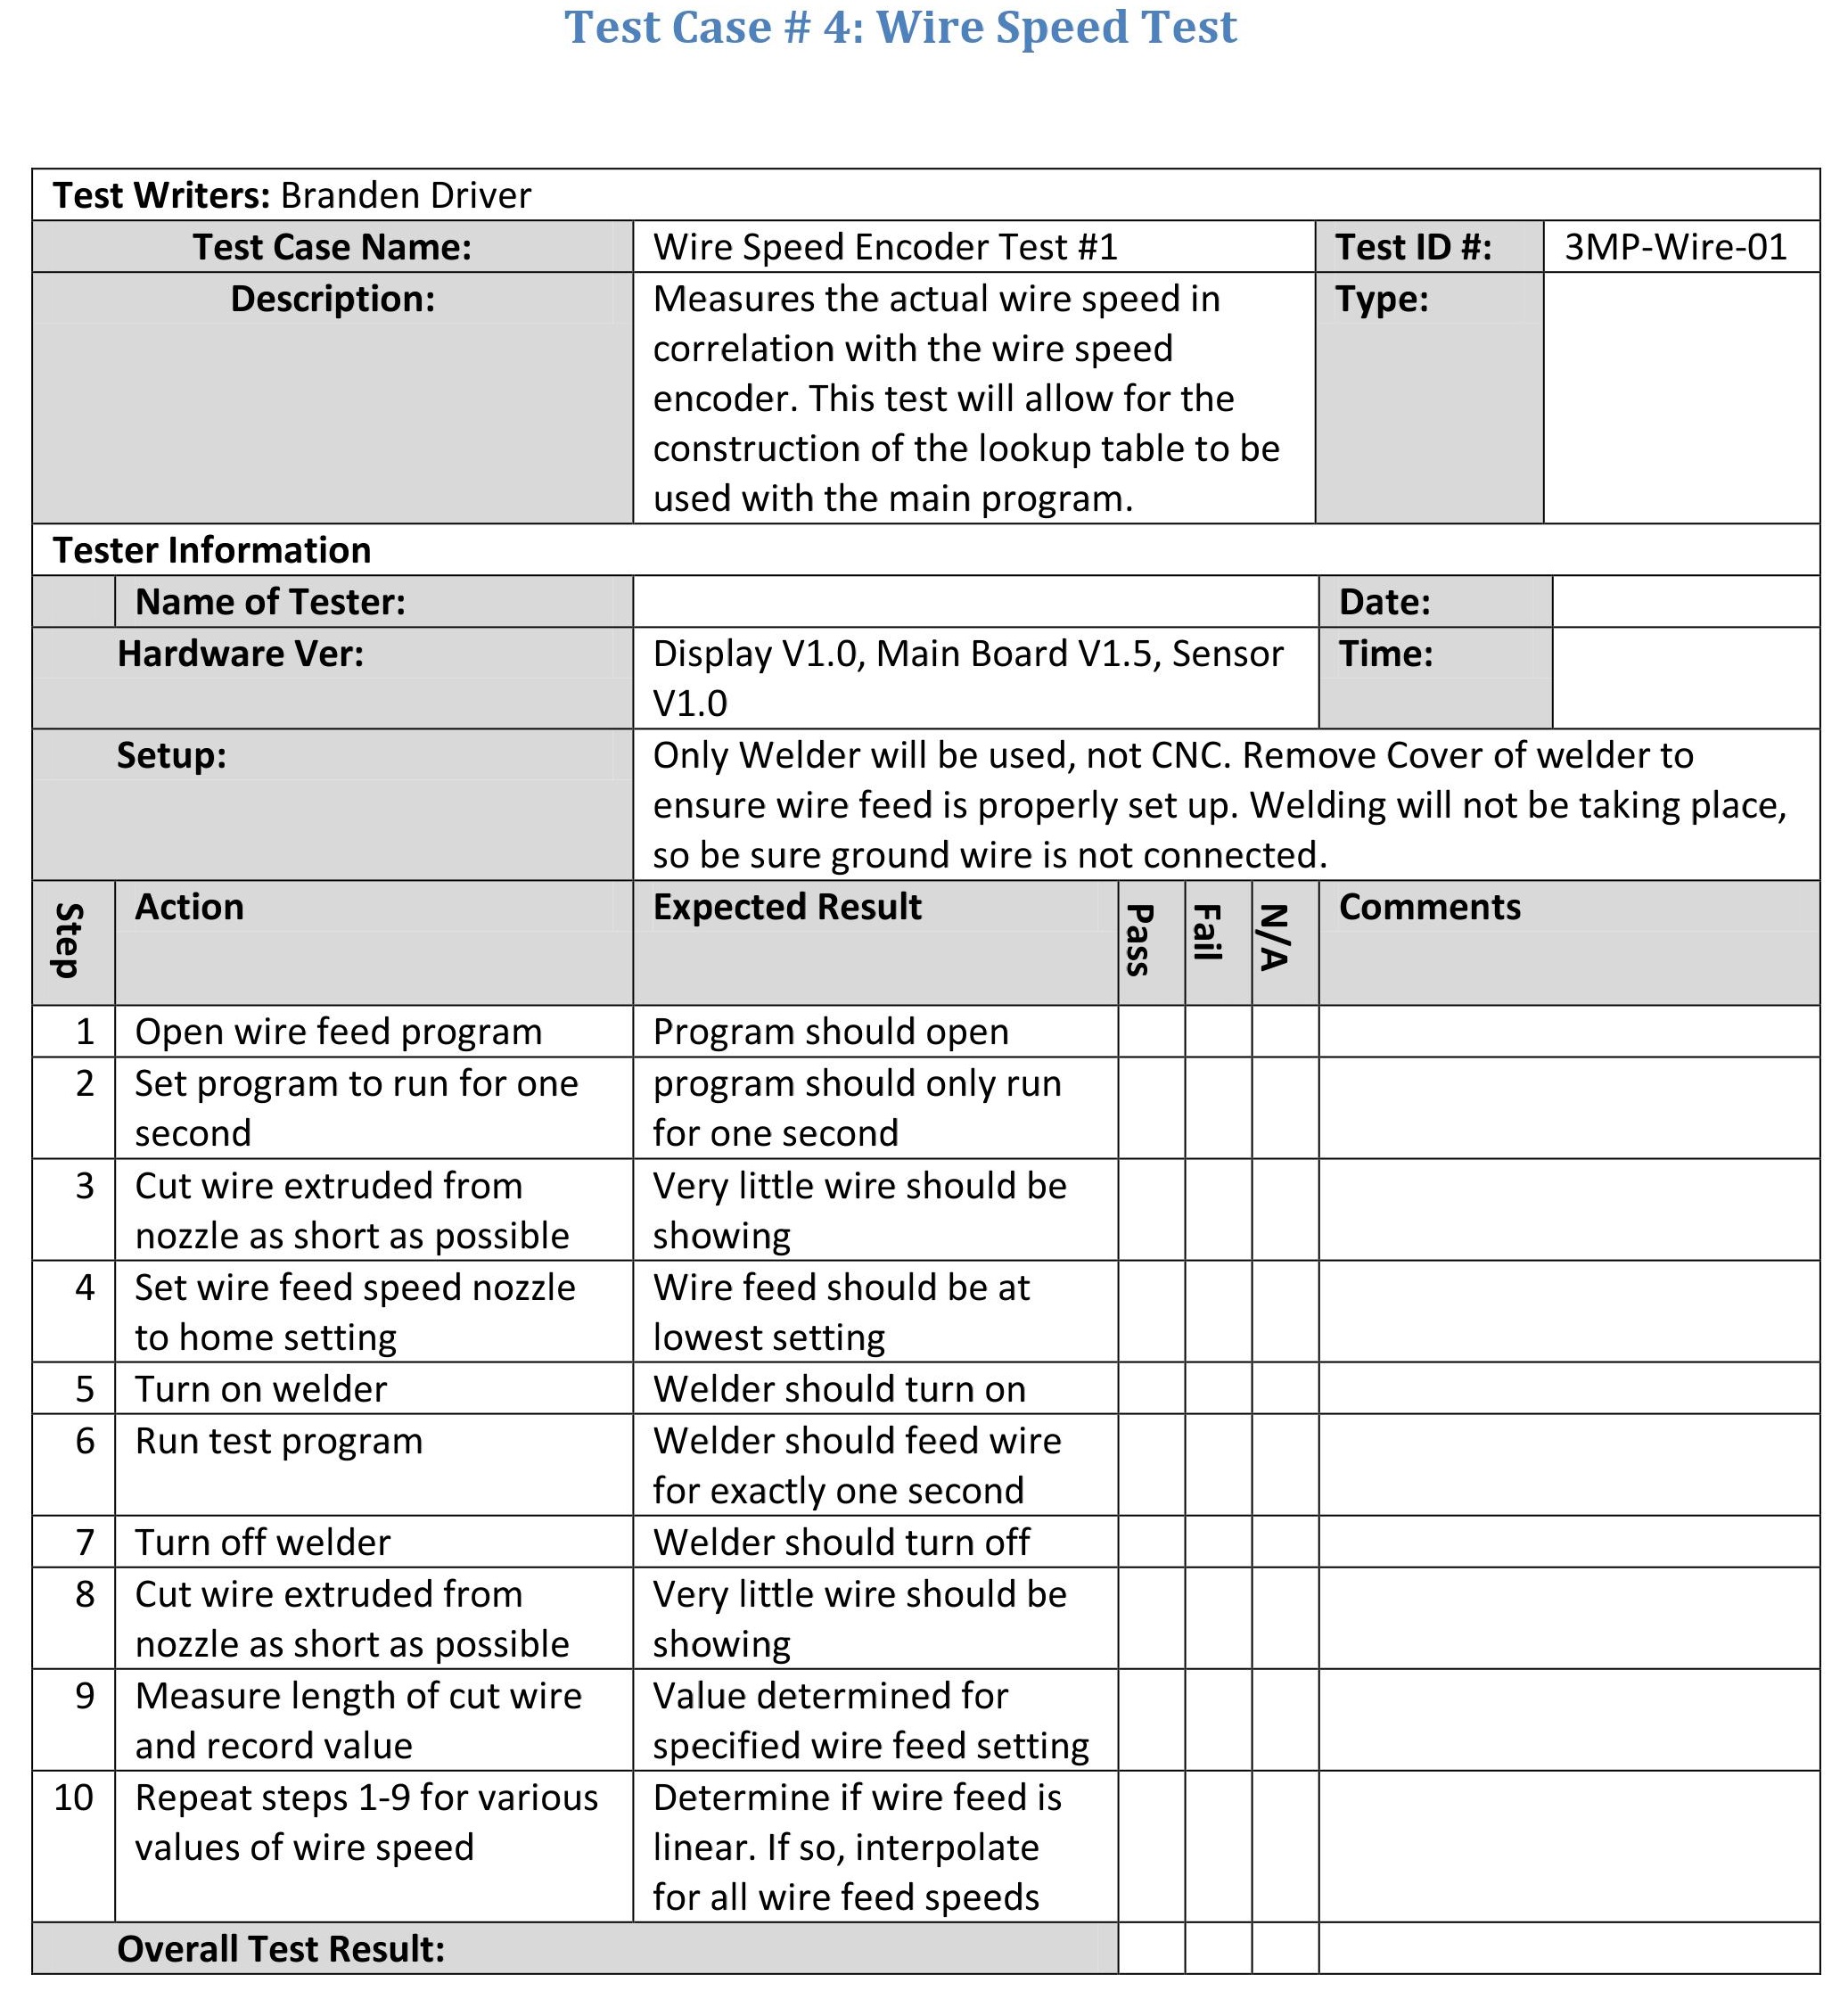 Test Case # 4: Wire Speed Test
Test Writers: Branden Driver
Test Case Name: Wire Speed Encoder Test #1 Test ID #: 3MP-Wire-01
Description: Measures the actual wire speed in Type:
correlation with the wire speed
encoder. This test will allow for the
construction of the lookup table to be
used with the main program.
Tester Information
Name of Tester: Date:
Hardware Ver: Display V1.0, Main Board V1.5, Sensor Time:
V1.0
Setup: Only Welder will be used, not CNC. Remove Cover of welder to
ensure wire feed is properly set up. Welding will not be taking place,
so be sure ground wire is not connected.
Step Action Expected Result Pass Fail N/A Comments
1 Open wire feed program Program should open
2 Set program to run for one program should only run
second for one second
3 Cut wire extruded from Very little wire should be
nozzle as short as possible showing
4 Set wire feed speed nozzle Wire feed should be at
to home setting lowest setting
5 Turn on welder Welder should turn on
6 Run test program Welder should feed wire
for exactly one second
7 Turn off welder Welder should turn off
8 Cut wire extruded from Very little wire should be
nozzle as short as possible showing
9 Measure length of cut wire Value determined for
and record value specified wire feed setting
10 Repeat steps 1-9 for various Determine if wire feed is
values of wire speed linear. If so, interpolate
for all wire feed speeds
Overall Test Result: